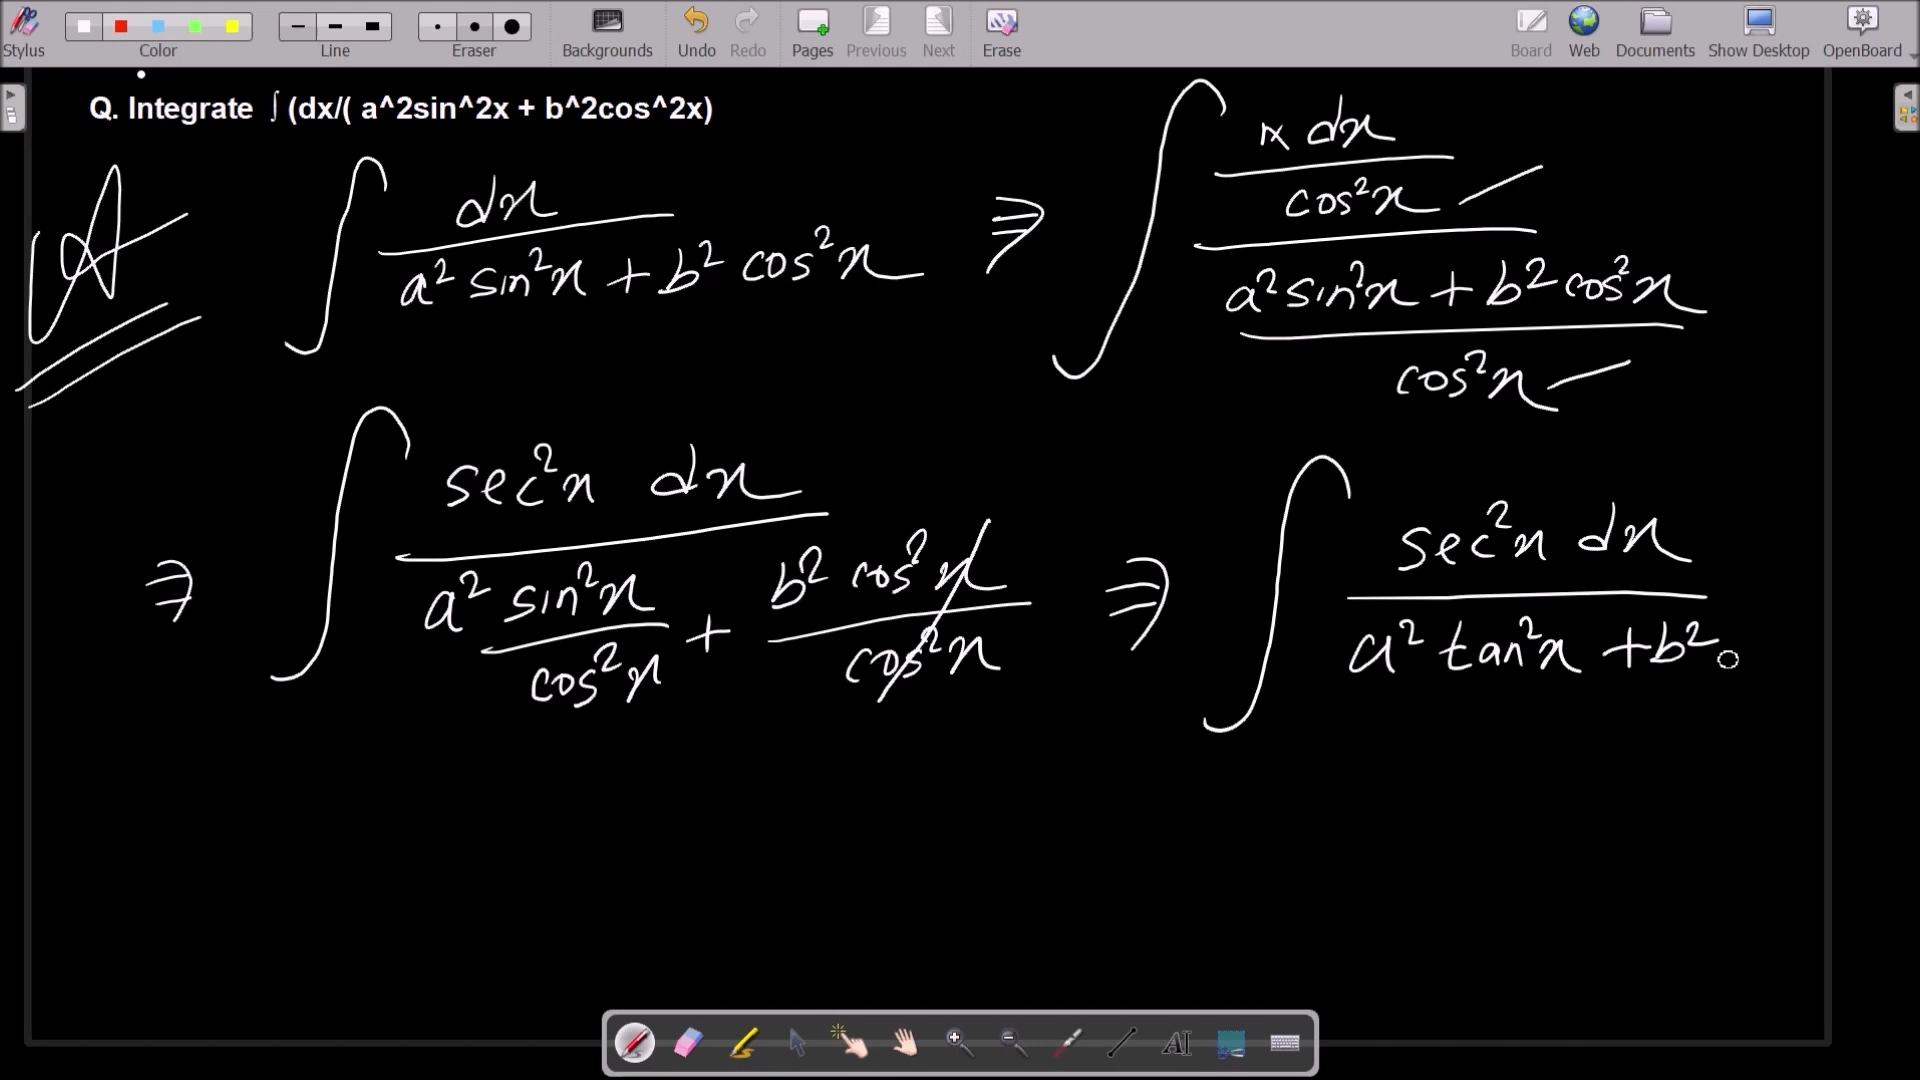 Stylus Color Line Eraser Backgrounds Undo Redo Pages Previous Next Erase Board Web Documents Show Desktop OpenBoard
Q. Integrate ∫ (dx/( a^2sin^2x + b^2cos^2x)
A ∫ dx / (a² sin²x + b² cos²x) ⇒ ∫ (dx / cos²x) / ((a² sin²x + b² cos²x) / cos²x)
⇒ ∫ sec²x dx / (a² sin²x / cos²x + b² cos²x / cos²x) ⇒ ∫ sec²x dx / (a² tan²x + b²)
AI